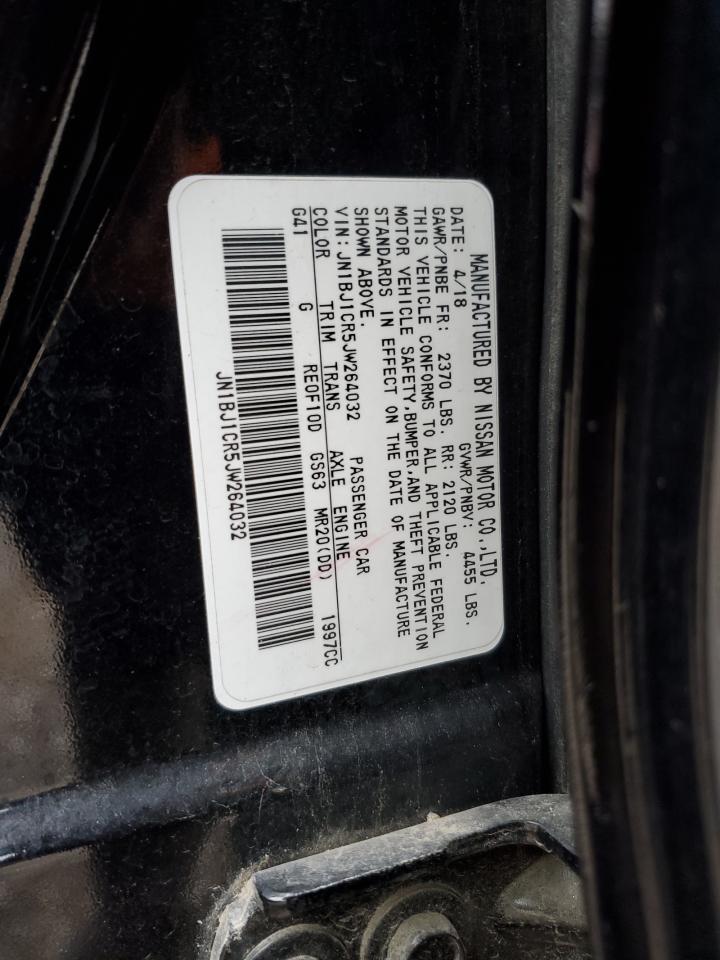 MANUFACTURED BY NISSAN MOTOR CO.,LTD.
DATE: 4/18 GVWR/PNBV: 4455 LBS.
GAWR/PNBE FR: 2370 LBS. RR: 2120 LBS.
THIS VEHICLE CONFORMS TO ALL APPLICABLE FEDERAL
MOTOR VEHICLE SAFETY,BUMPER,AND THEFT PREVENTION
STANDARDS IN EFFECT ON THE DATE OF MANUFACTURE
SHOWN ABOVE.
VIN:JN1BJ1CR5JW264032 PASSENGER CAR
COLOR TRIM TRANS AXLE ENGINE
G41 G RE0F10D GS63 MR20(DD) 1997CC
JN1BJ1CR5JW264032